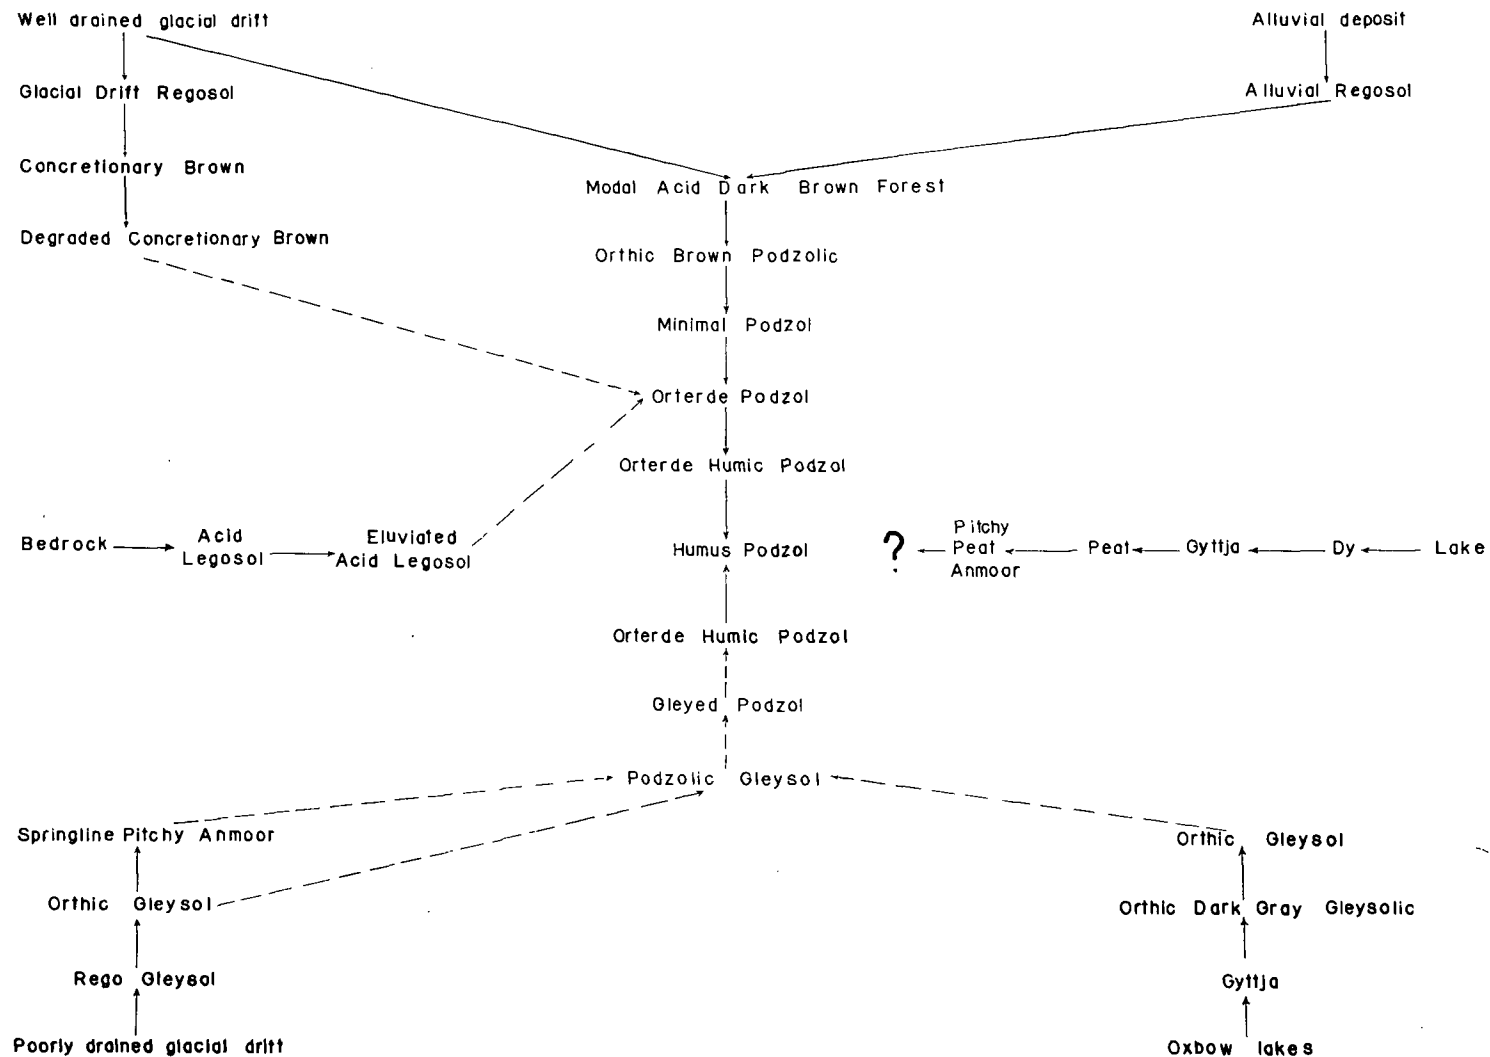 Well drained glacial drift
Alluvial deposit
Glacial Drift Regosol
Alluvial Regosol
Concretionary Brown
Modal Acid Dark Brown Forest
Degraded Concretionary Brown
Orthic Brown Podzolic
Minimal Podzol
Orterde Podzol
Orterde Humic Podzol
Bedrock
Acid
Legosol
Eluviated
Acid Legosol
Humus Podzol
?
Pitchy
Peat
Anmoor
Peat
Gyttja
Dy
Lake
Orterde Humic Podzol
Gleyed Podzol
Podzolic Gleysol
Springline Pitchy Anmoor
Orthic Gleysol
Orthic Gleysol
Orthic Dark Gray Gleysolic
Rego Gleysol
Gyttja
Poorly drained glacial drift
Oxbow lakes